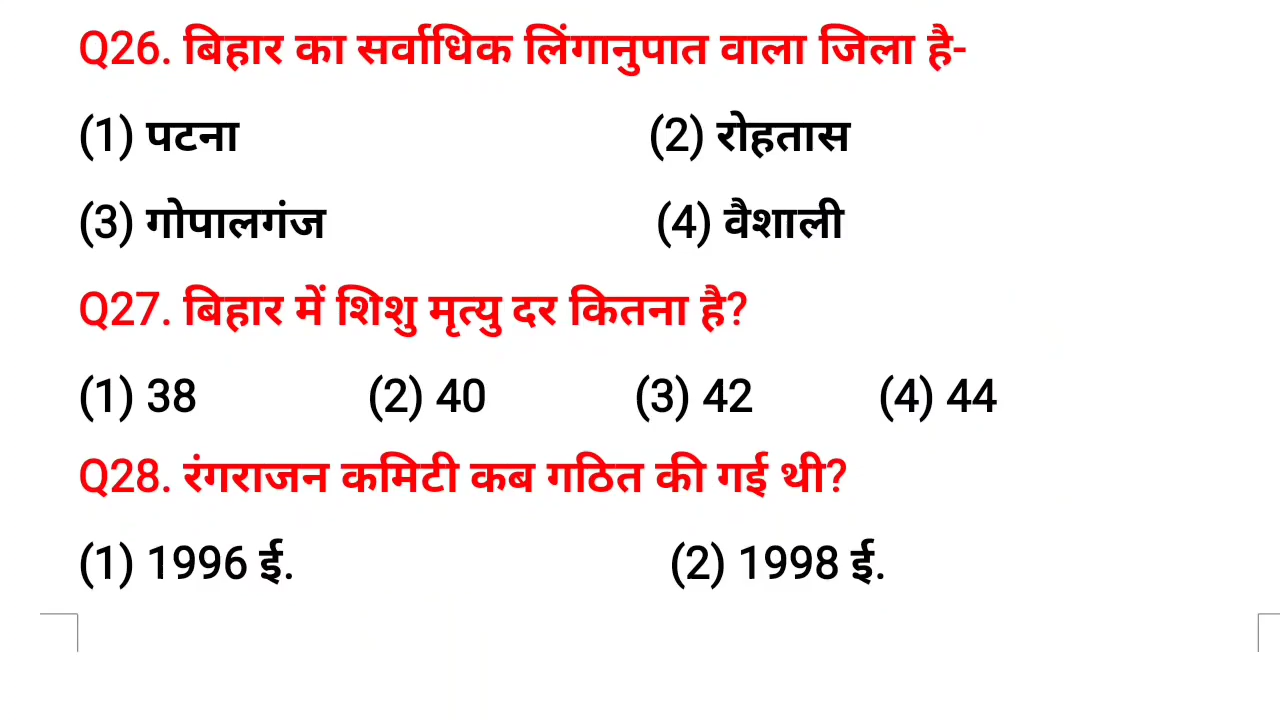 Q26. बिहार का सर्वाधिक लिंगानुपात वाला जिला है-
(1) पटना (2) रोहतास
(3) गोपालगंज (4) वैशाली
Q27. बिहार में शिशु मृत्यु दर कितना है?
(1) 38 (2) 40 (3) 42 (4) 44
Q28. रंगराजन कमिटी कब गठित की गई थी?
(1) 1996 ई. (2) 1998 ई.